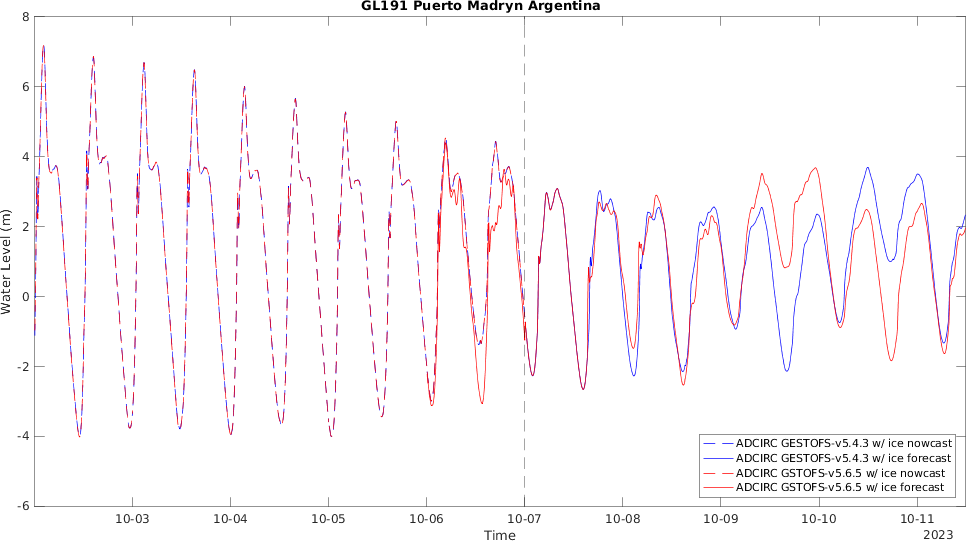 GL191 Puerto Madryn Argentina
8
6
4
2
0
-2
-4
-6
Water Level (m)
10-03
10-04
10-05
10-06
10-07
10-08
10-09
10-10
10-11
Time
2023
ADCIRC GESTOFS-v5.4.3 w/ ice nowcast
ADCIRC GESTOFS-v5.4.3 w/ ice forecast
ADCIRC GSTOFS-v5.6.5 w/ ice nowcast
ADCIRC GSTOFS-v5.6.5 w/ ice forecast